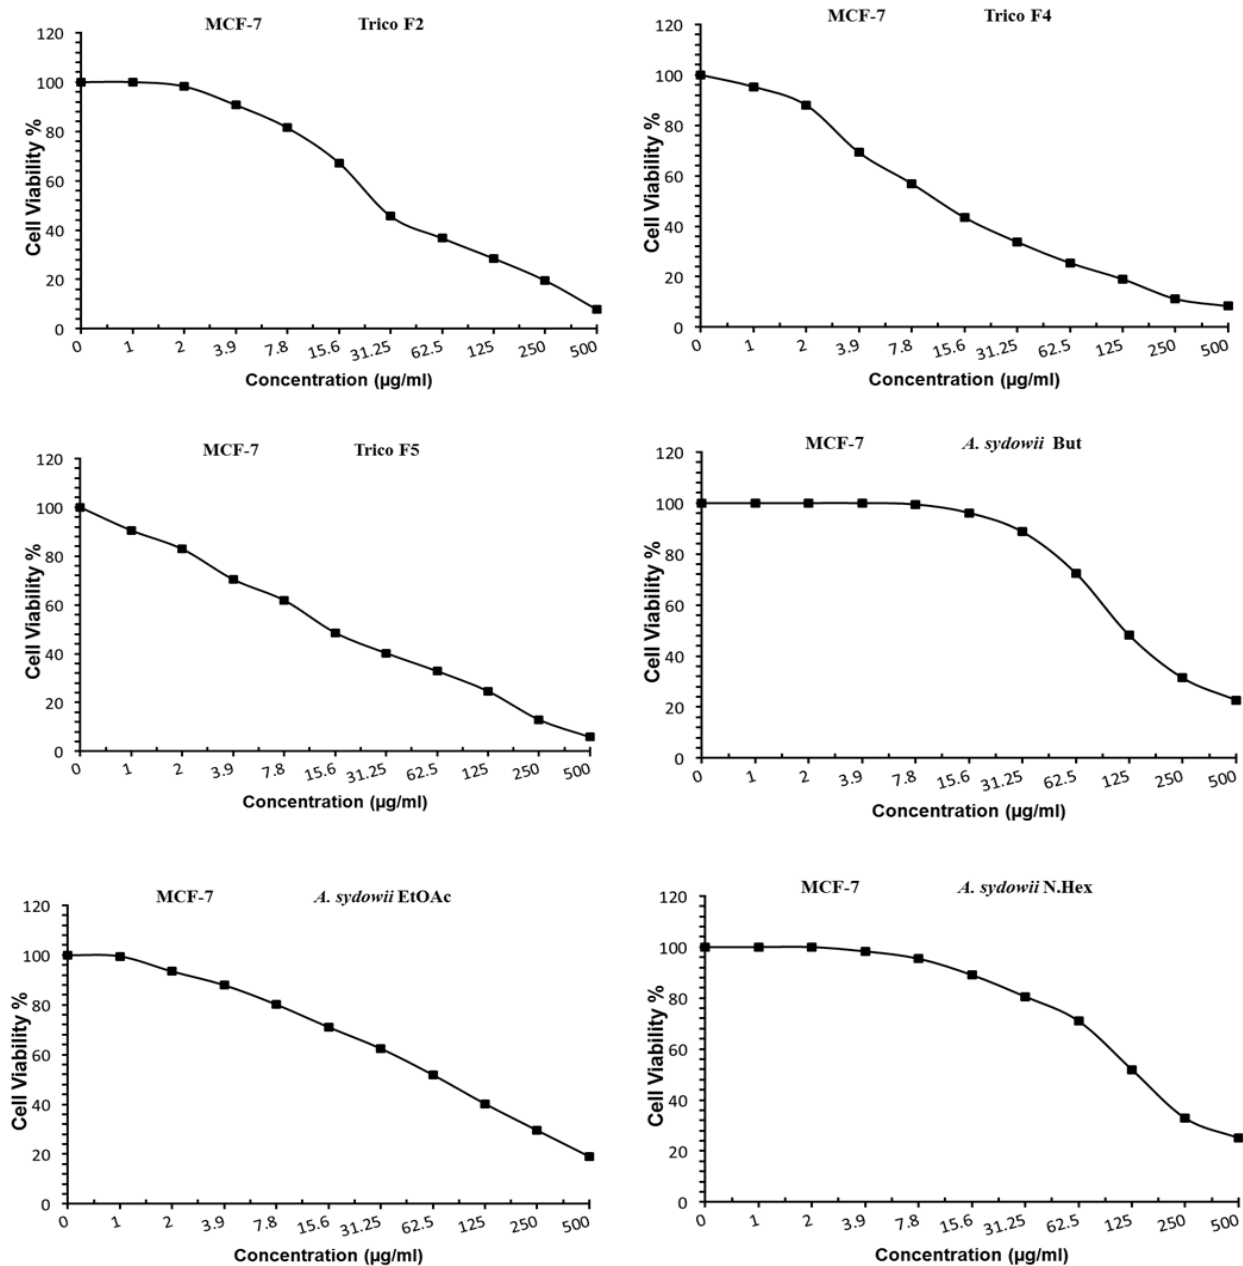 MCF-7 Trico F2
120
100
80
60
40
20
0
Cell Viability %
0 1 2 3.9 7.8 15.6 31.25 62.5 125 250 500
Concentration (µg/ml)
MCF-7 Trico F4
120
100
80
60
40
20
0
Cell Viability %
0 1 2 3.9 7.8 15.6 31.25 62.5 125 250 500
Concentration (µg/ml)
MCF-7 Trico F5
120
100
80
60
40
20
0
Cell Viability %
0 1 2 3.9 7.8 15.6 31.25 62.5 125 250 500
Concentration (µg/ml)
MCF-7 A. sydowii But
120
100
80
60
40
20
0
Cell Viability %
0 1 2 3.9 7.8 15.6 31.25 62.5 125 250 500
Concentration (µg/ml)
MCF-7 A. sydowii EtOAc
120
100
80
60
40
20
0
Cell Viability %
0 1 2 3.9 7.8 15.6 31.25 62.5 125 250 500
Concentration (µg/ml)
MCF-7 A. sydowii N.Hex
120
100
80
60
40
20
0
Cell Viability %
0 1 2 3.9 7.8 15.6 31.25 62.5 125 250 500
Concentration (µg/ml)